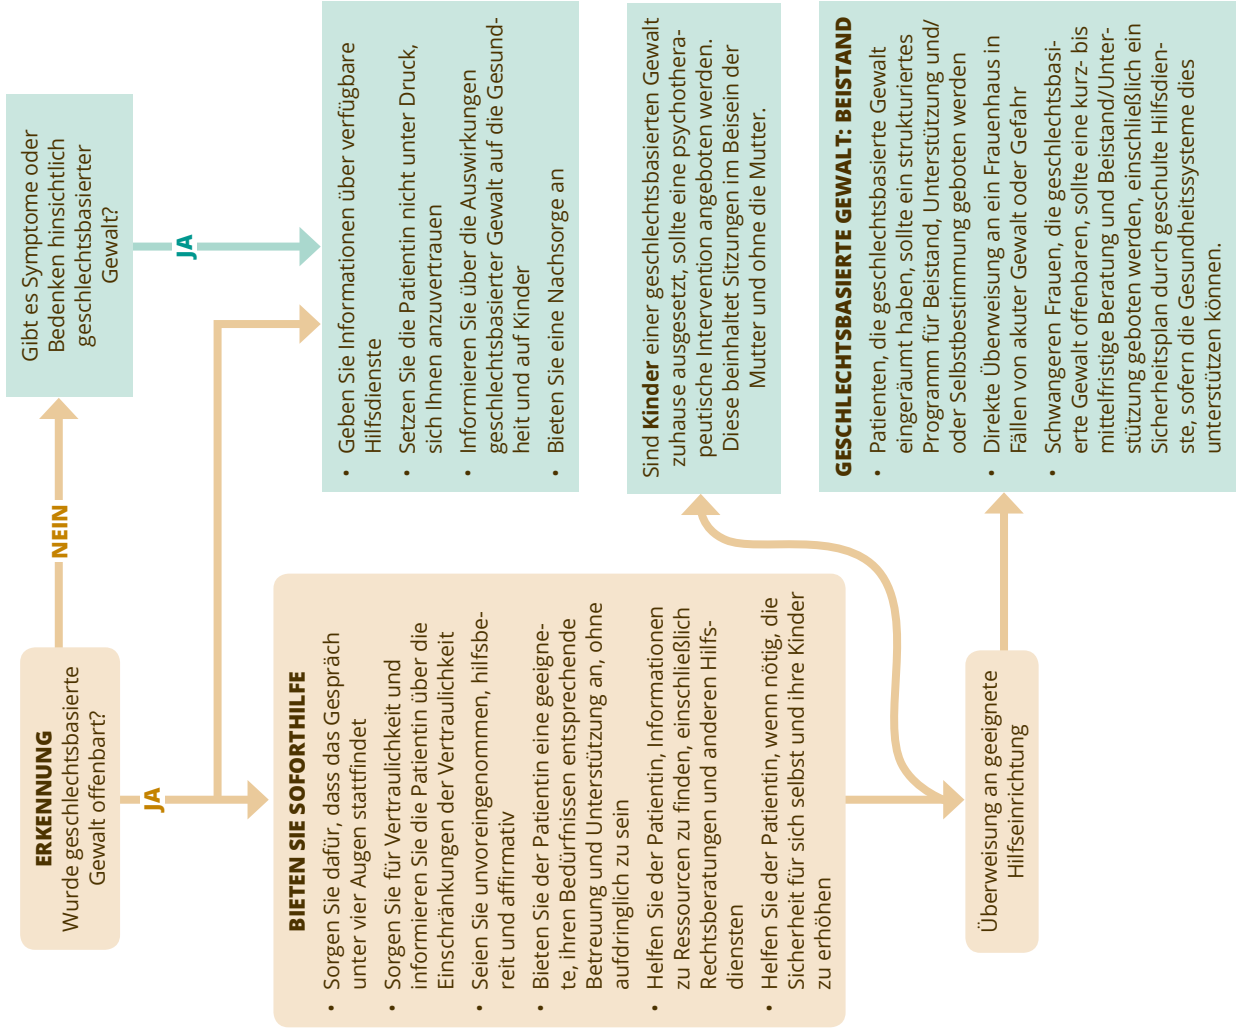 ERKENNUNG
Wurde geschlechtsbasierte
Gewalt offenbart?
NEIN
Gibt es Symptome oder
Bedenken hinsichtlich
geschlechtsbasierter
Gewalt?
JA
JA
BIETEN SIE SOFORTHILFE
• Sorgen Sie dafür, dass das Gespräch
unter vier Augen stattfindet
• Sorgen Sie für Vertraulichkeit und
informieren Sie die Patientin über die
Einschränkungen der Vertraulichkeit
• Seien Sie unvoreingenommen, hilfsbe-
reit und affirmativ
• Bieten Sie der Patientin eine geeigne-
te, ihren Bedürfnissen entsprechende
Betreuung und Unterstützung an, ohne
aufdringlich zu sein
• Helfen Sie der Patientin, Informationen
zu Ressourcen zu finden, einschließlich
Rechtsberatungen und anderen Hilfs-
diensten
• Helfen Sie der Patientin, wenn nötig, die
Sicherheit für sich selbst und ihre Kinder
zu erhöhen
• Geben Sie Informationen über verfügbare
Hilfsdienste
• Setzen Sie die Patientin nicht unter Druck,
sich Ihnen anzuvertrauen
• Informieren Sie über die Auswirkungen
geschlechtsbasierter Gewalt auf die Gesund-
heit und auf Kinder
• Bieten Sie eine Nachsorge an
Sind Kinder einer geschlechtsbasierten Gewalt
zuhause ausgesetzt, sollte eine psychothera-
peutische Intervention angeboten werden.
Diese beinhaltet Sitzungen im Beisein der
Mutter und ohne die Mutter.
Überweisung an geeignete
Hilfseinrichtung
GESCHLECHTSBASIERTE GEWALT: BEISTAND
• Patienten, die geschlechtsbasierte Gewalt
eingeräumt haben, sollte ein strukturiertes
Programm für Beistand, Unterstützung und/
oder Selbstbestimmung geboten werden
• Direkte Überweisung an ein Frauenhaus in
Fällen von akuter Gewalt oder Gefahr
• Schwangeren Frauen, die geschlechtsbasi-
erte Gewalt offenbaren, sollte eine kurz- bis
mittelfristige Beratung und Beistand/Unter-
stützung geboten werden, einschließlich ein
Sicherheitsplan durch geschulte Hilfsdien-
ste, sofern die Gesundheitssysteme dies
unterstützen können.